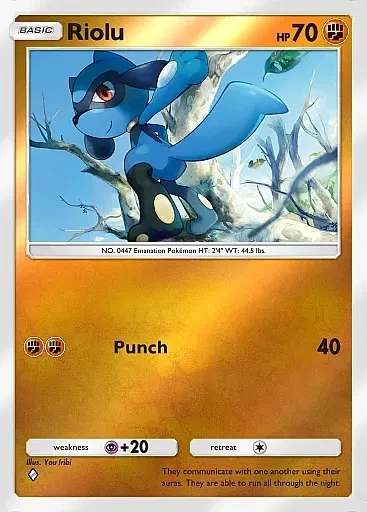 BASIC Riolu HP 70
NO. 0447 Emanation Pokémon HT: 2'4" WT: 44.5 lbs.
Punch 40
weakness +20 retreat
Illus. You Iribi
They communicate with one another using their
auras. They are able to run all through the night.